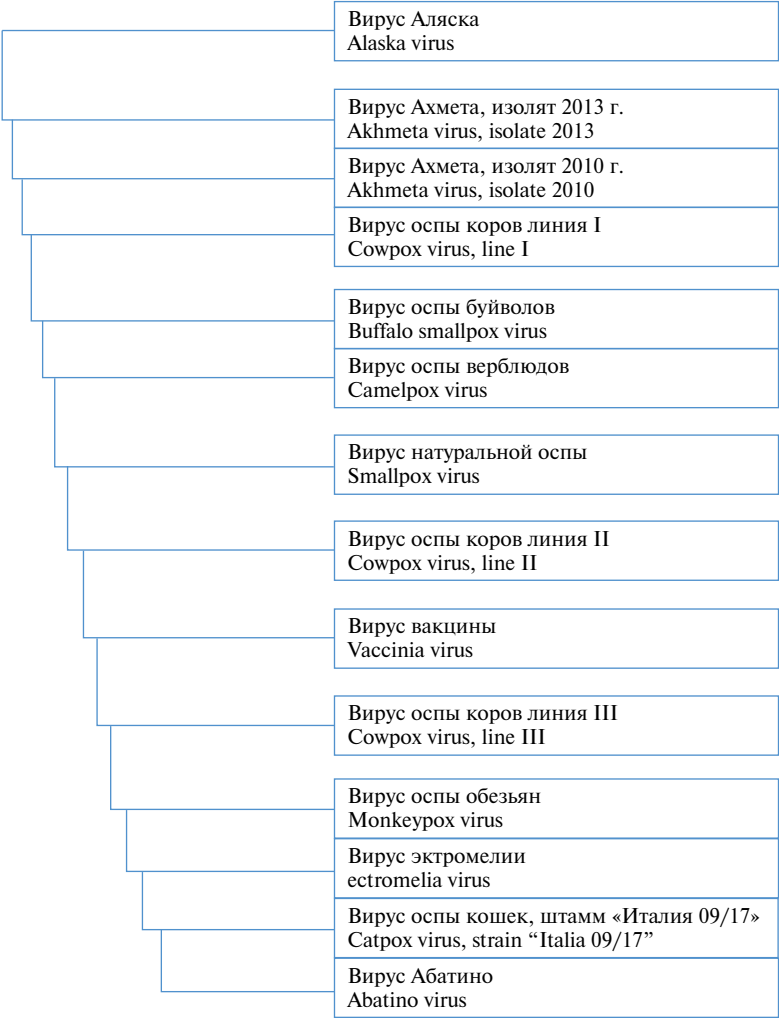 Вирус Аляска
Alaska virus
Вирус Ахмета, изолят 2013 г.
Akhmeta virus, isolate 2013
Вирус Ахмета, изолят 2010 г.
Akhmeta virus, isolate 2010
Вирус оспы коров линия I
Cowpox virus, line I
Вирус оспы буйволов
Buffalo smallpox virus
Вирус оспы верблюдов
Camelpox virus
Вирус натуральной оспы
Smallpox virus
Вирус оспы коров линия II
Cowpox virus, line II
Вирус вакцины
Vaccinia virus
Вирус оспы коров линия III
Cowpox virus, line III
Вирус оспы обезьян
Monkeypox virus
Вирус эктромелии
ectromelia virus
Вирус оспы кошек, штамм «Италия 09/17»
Catpox virus, strain “Italia 09/17”
Вирус Абатино
Abatino virus